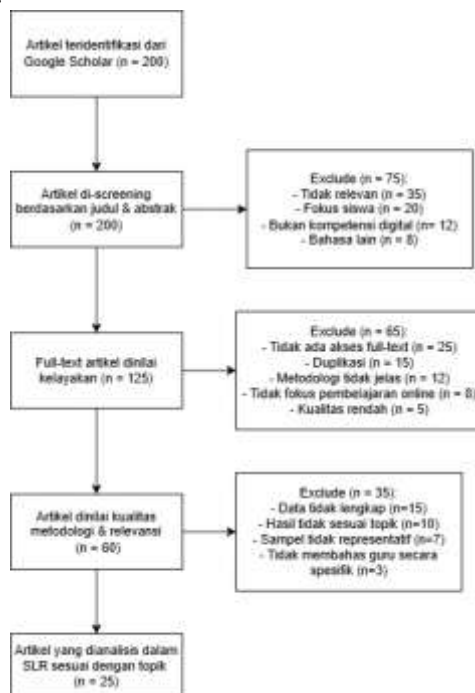 Artikel teridentifikasi dari
Google Scholar (n = 200)
Artikel di-screening
berdasarkan judul & abstrak
(n = 200)
Exclude (n = 75):
- Tidak relevan (n = 35)
- Fokus siswa (n = 20)
- Bukan kompetensi digital (n= 12)
- Bahasa lain (n = 8)
Full-text artikel dinilai
kelayakan (n = 125)
Exclude (n = 65):
- Tidak ada akses full-text (n = 25)
- Duplikasi (n = 15)
- Metodologi tidak jelas (n = 12)
- Tidak fokus pembelajaran online (n = 8)
- Kualitas rendah (n = 5)
Artikel dinilai kualitas
metodologi & relevansi
(n = 60)
Exclude (n = 35):
- Data tidak lengkap (n=15)
- Hasil tidak sesuai topik (n=10)
- Sampel tidak representatif (n=7)
- Tidak membahas guru secara
spesifik (n=3)
Artikel yang dianalisis dalam
SLR sesuai dengan topik
(n = 25)